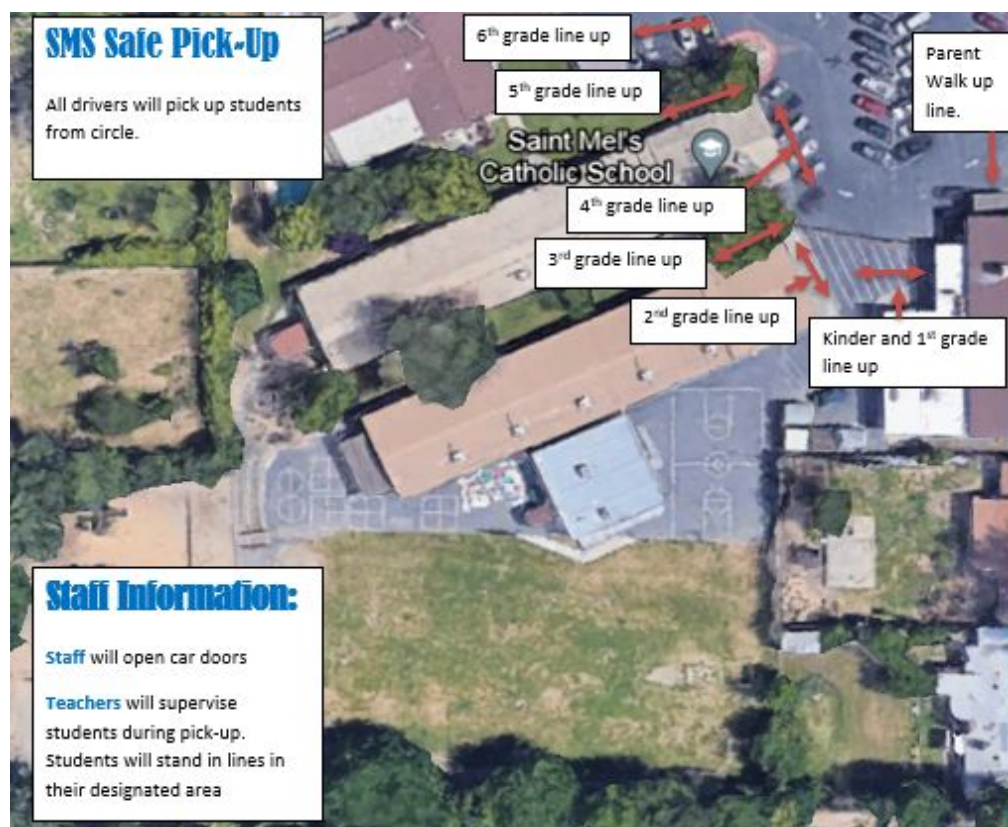 SMS Safe Pick-Up
All drivers will pick up students
from circle.
6th grade line up
5th grade line up
Parent
Walk up
line.
Saint Mel's
Catholic School
4th grade line up
3rd grade line up
2nd grade line up
Kinder and 1st grade
line up
Staff Information:
Staff will open car doors
Teachers will supervise
students during pick-up.
Students will stand in lines in
their designated area